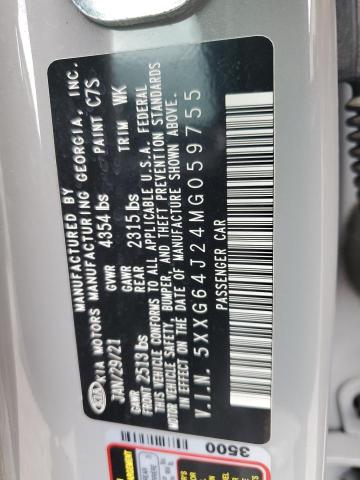 MANUFACTURED BY
KIA MOTORS MANUFACTURING GEORGIA, INC.
JAN/29/21 GVWR 4354 lbs PAINT C7S
GAWR FRONT 2513 lbs GAWR REAR 2315 lbs TRIM WK
THIS VEHICLE CONFORMS TO ALL APPLICABLE U.S.A. FEDERAL
MOTOR VEHICLE SAFETY, BUMPER, AND THEFT PREVENTION STANDARDS
IN EFFECT ON THE DATE OF MANUFACTURE SHOWN ABOVE.
V.I.N. 5XXG64J24MG059755
PASSENGER CAR
3500